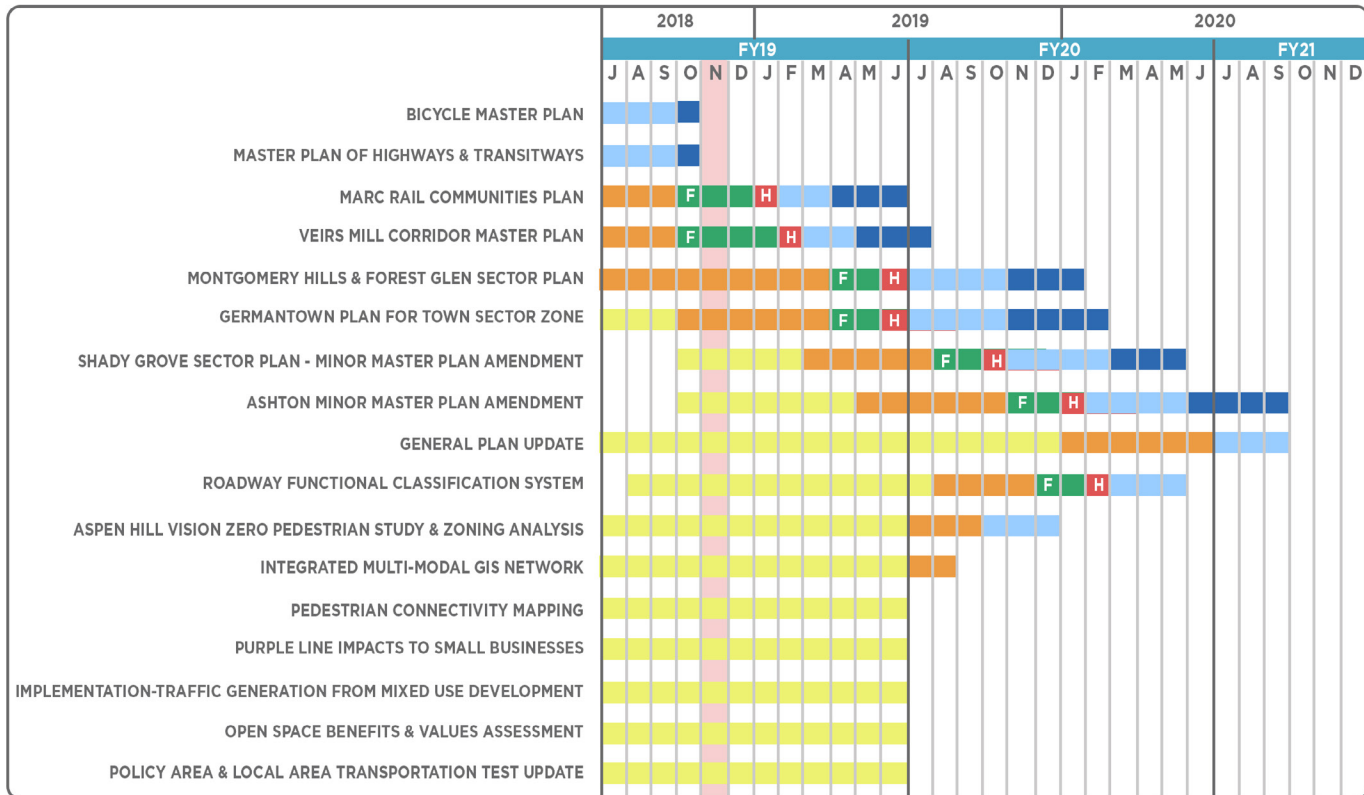 2018 2019 2020
FY19 FY20 FY21
J A S O N D J F M A M J J A S O N D J F M A M J J A S O N D
BICYCLE MASTER PLAN
MASTER PLAN OF HIGHWAYS & TRANSITWAYS
MARC RAIL COMMUNITIES PLAN F H
VEIRS MILL CORRIDOR MASTER PLAN F H
MONTGOMERY HILLS & FOREST GLEN SECTOR PLAN F H
GERMANTOWN PLAN FOR TOWN SECTOR ZONE F H
SHADY GROVE SECTOR PLAN - MINOR MASTER PLAN AMENDMENT F H
ASHTON MINOR MASTER PLAN AMENDMENT F H
GENERAL PLAN UPDATE
ROADWAY FUNCTIONAL CLASSIFICATION SYSTEM F H
ASPEN HILL VISION ZERO PEDESTRIAN STUDY & ZONING ANALYSIS
INTEGRATED MULTI-MODAL GIS NETWORK
PEDESTRIAN CONNECTIVITY MAPPING
PURPLE LINE IMPACTS TO SMALL BUSINESSES
IMPLEMENTATION-TRAFFIC GENERATION FROM MIXED USE DEVELOPMENT
OPEN SPACE BENEFITS & VALUES ASSESSMENT
POLICY AREA & LOCAL AREA TRANSPORTATION TEST UPDATE